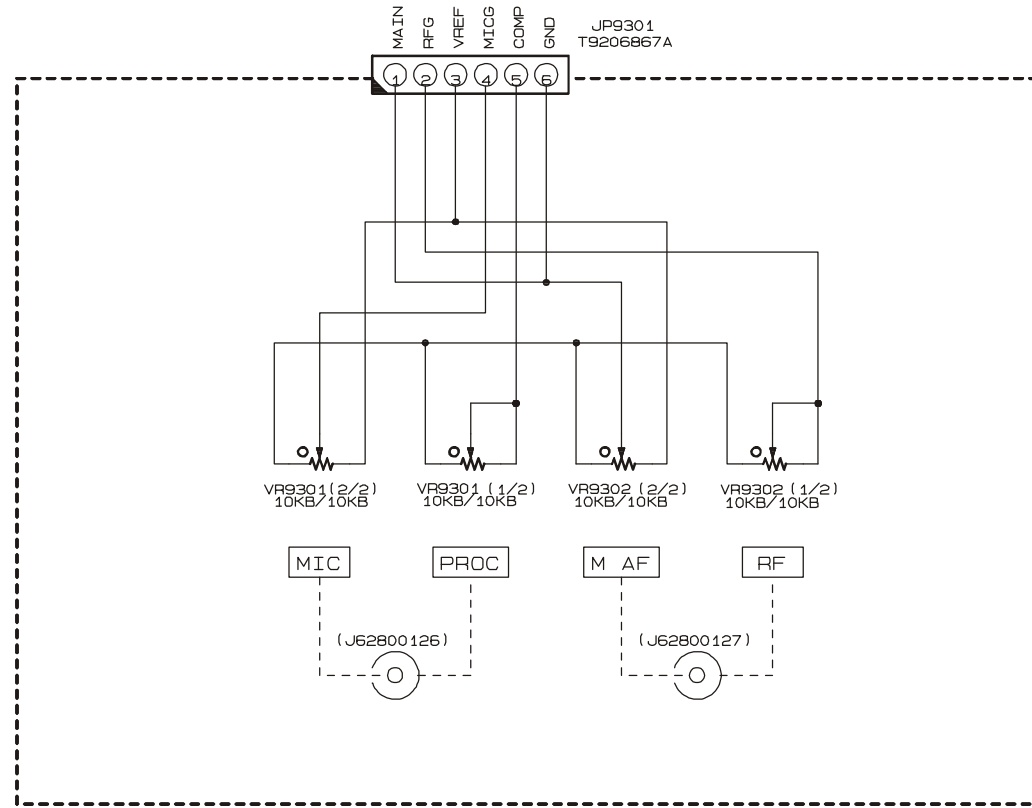 MAIN
RFG
VREF
MICG
COMP
GND
JP9301
T9206867A
1 2 3 4 5 6
VR9301(2/2)
10KB/10KB
VR9301 (1/2)
10KB/10KB
VR9302 (2/2)
10KB/10KB
VR9302 (1/2)
10KB/10KB
MIC
PROC
M AF
RF
(J62800126)
(J62800127)